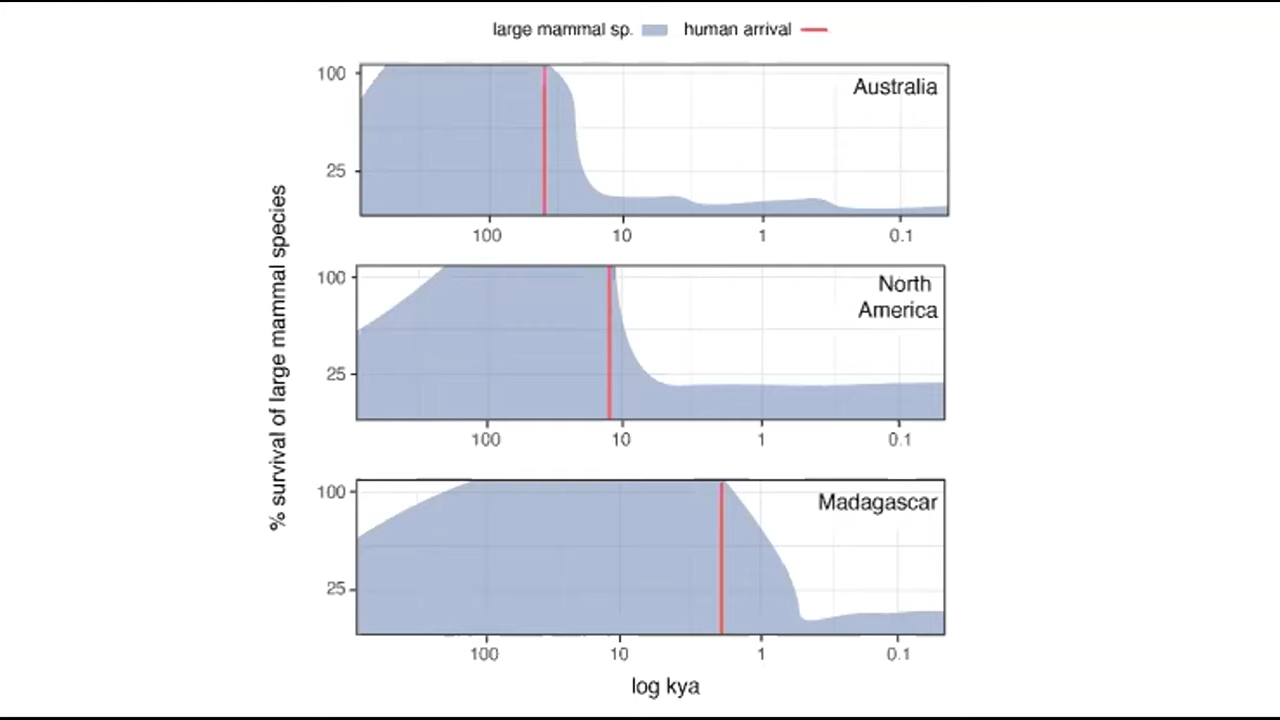 large mammal sp. human arrival
% survival of large mammal species
100
Australia
25
100 10 1 0.1
100
North
America
25
100 10 1 0.1
100
Madagascar
25
100 10 1 0.1
log kya